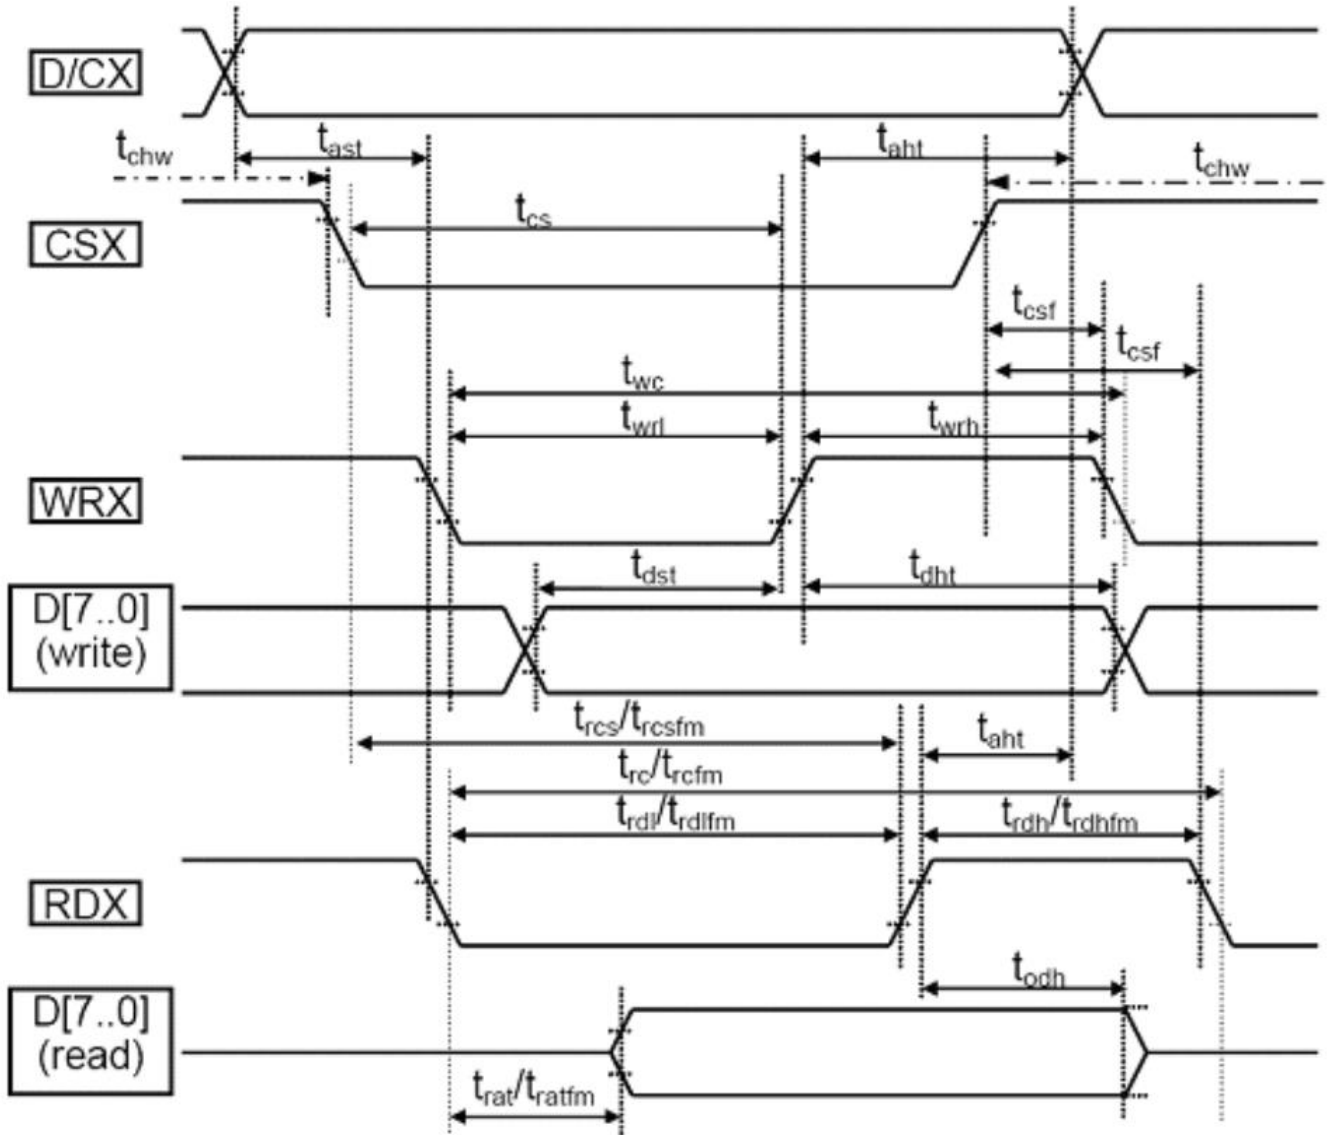 D/CX
tchw
tast
taht
tchw
tcs
CSX
tcsf
tcsf
twc
twrl
twrh
WRX
tdst
tdht
D[7..0]
(write)
trcs/trcsfm
taht
trc/trcfm
trdl/trdlfm
trdh/trdhfm
RDX
todh
D[7..0]
(read)
trat/tratfm